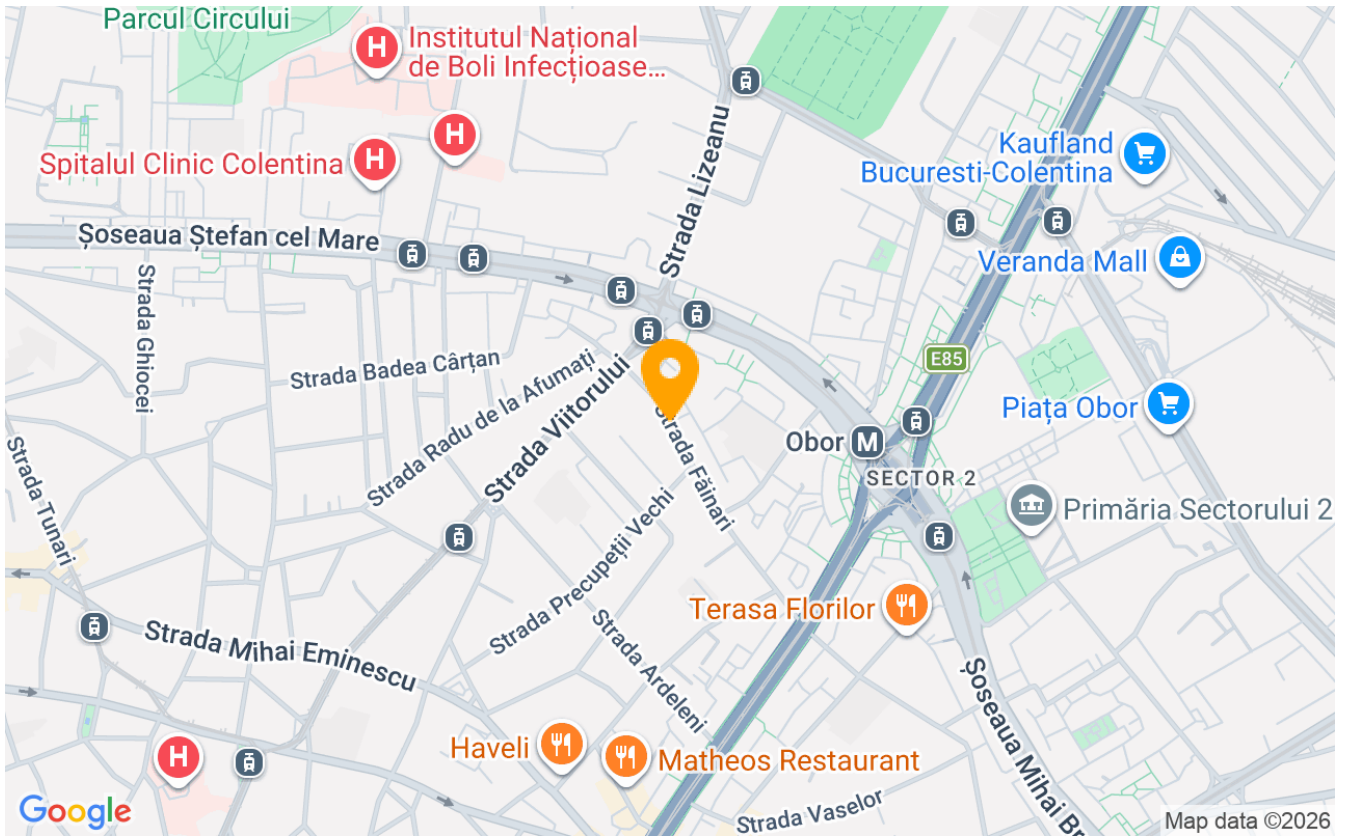 Parcul Circului
H
Institutul Național
de Boli Infecțioase...
H
Spitalul Clinic Colentina
H
Strada Lizeanu
Kaufland
Bucuresti-Colentina
Șoseaua Ștefan cel Mare
Veranda Mall
Strada Ghiocei
Strada Badea Cârțan
Strada Radu de la Afumați
Strada Viitorului
E85
Piața Obor
Strada Făinari
Obor
M
SECTOR 2
Strada Tunari
Strada Precupeții Vechi
Primăria Sectorului 2
Terasa Florilor
Strada Mihai Eminescu
Strada Ardeleni
Șoseaua Mihai Br
Haveli
Matheos Restaurant
H
Strada Vaselor
Google
Map data ©2026